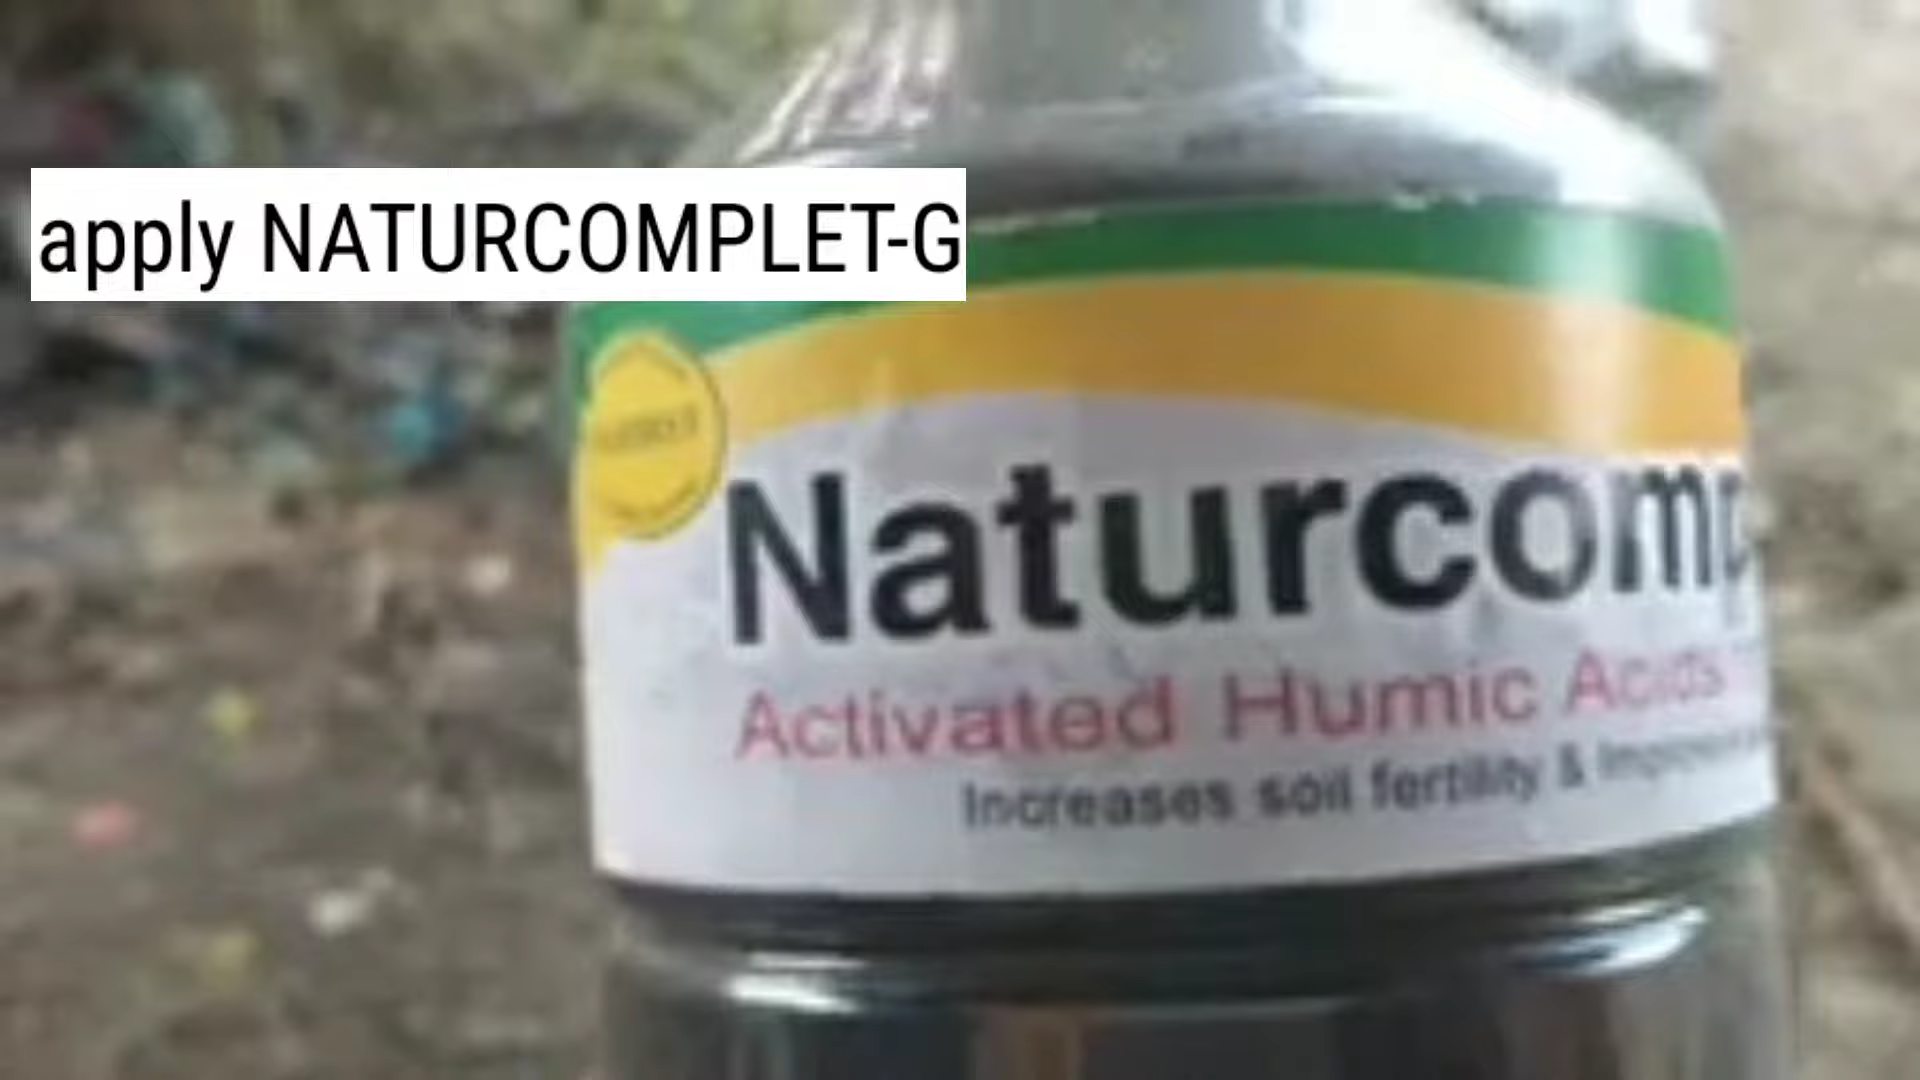 apply NATURCOMPLET-G
Naturcomp
Activated Humic Acids
Increases soil fertility &